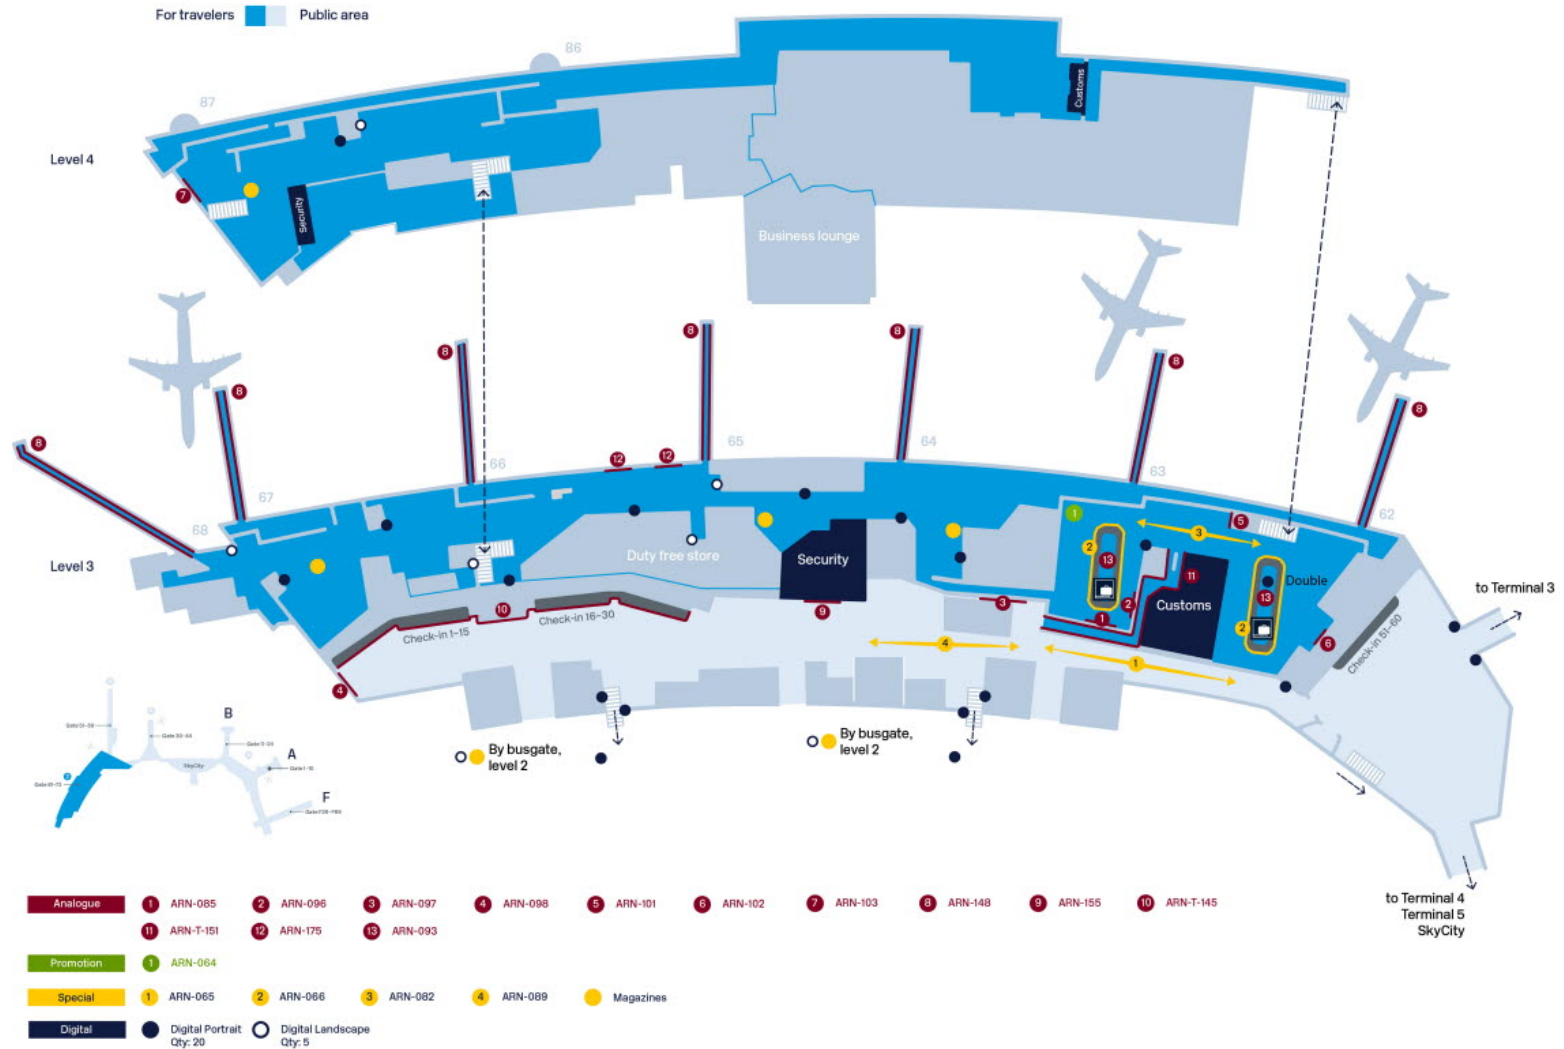 For travelers
Public area
86
87
Customs
Level 4
7
Security
Business lounge
8
8
8
8
8
8
8
65
64
63
66
62
67
68
12
12
1
3
5
2
13
11
Level 3
Duty free store
Security
Customs
Double
13
2
2
1
6
to Terminal 3
10
9
3
Check-in 1–15
Check-in 16–30
Check-in 51–60
4
4
1
By busgate,
level 2
By busgate,
level 2
B
A
F
SkyCity
to Terminal 4
Terminal 5
SkyCity
Analogue 1 ARN-085 2 ARN-096 3 ARN-097 4 ARN-098 5 ARN-101 6 ARN-102 7 ARN-103 8 ARN-148 9 ARN-155 10 ARN-T-145
11 ARN-T-151 12 ARN-175 13 ARN-093
Promotion 1 ARN-064
Special 1 ARN-065 2 ARN-066 3 ARN-082 4 ARN-089 Magazines
Digital Digital Portrait Digital Landscape
Qty: 20 Qty: 5